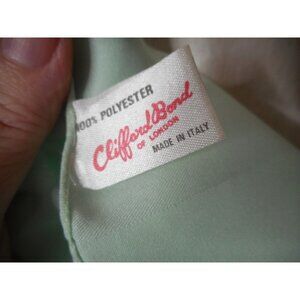 100% POLYESTER
Clifford Bond
OF LONDON
MADE IN ITALY